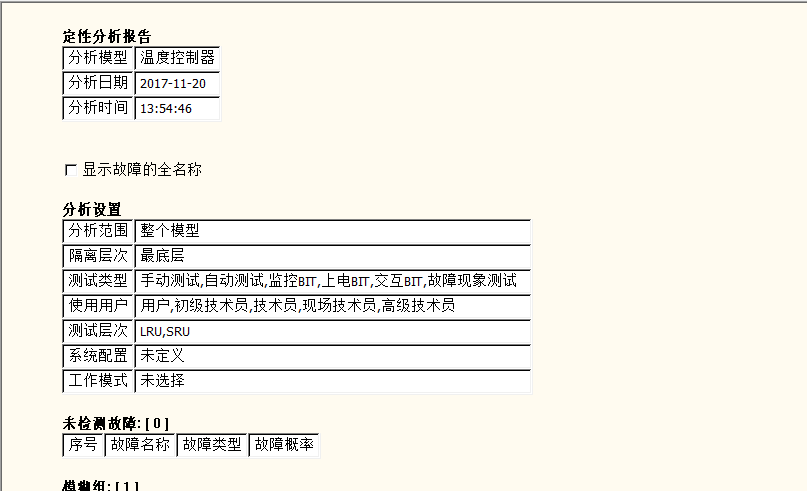 定性分析报告
分析模型 温度控制器
分析日期 2017-11-20
分析时间 13:54:46
显示故障的全名称
分析设置
分析范围 整个模型
隔离层次 最底层
测试类型 手动测试,自动测试,监控BIT,上电BIT,交互BIT,故障现象测试
使用用户 用户,初级技术员,技术员,现场技术员,高级技术员
测试层次 LRU,SRU
系统配置 未定义
工作模式 未选择
未检测故障: [ 0 ]
序号 故障名称 故障类型 故障概率
模糊组: [ 1 ]